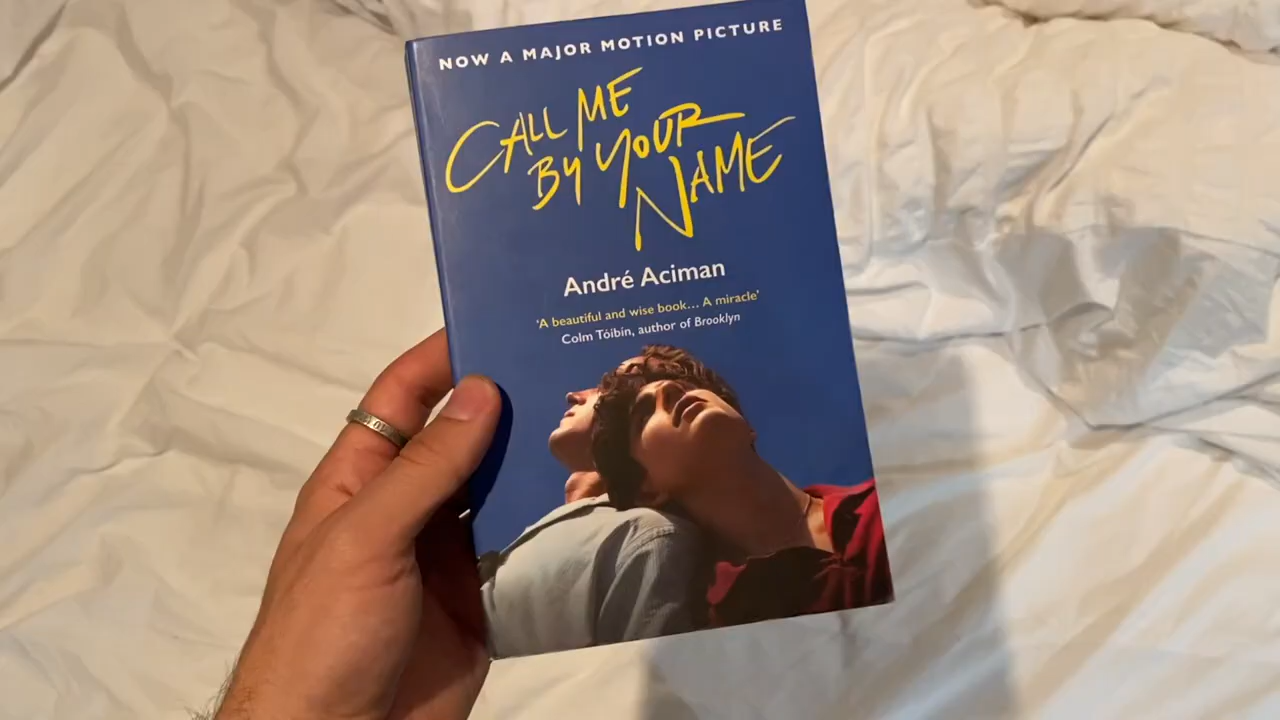 NOW A MAJOR MOTION PICTURE
CALL ME
BY YOUR
NAME
André Aciman
'A beautiful and wise book... A miracle'
Colm Tóibín, author of Brooklyn